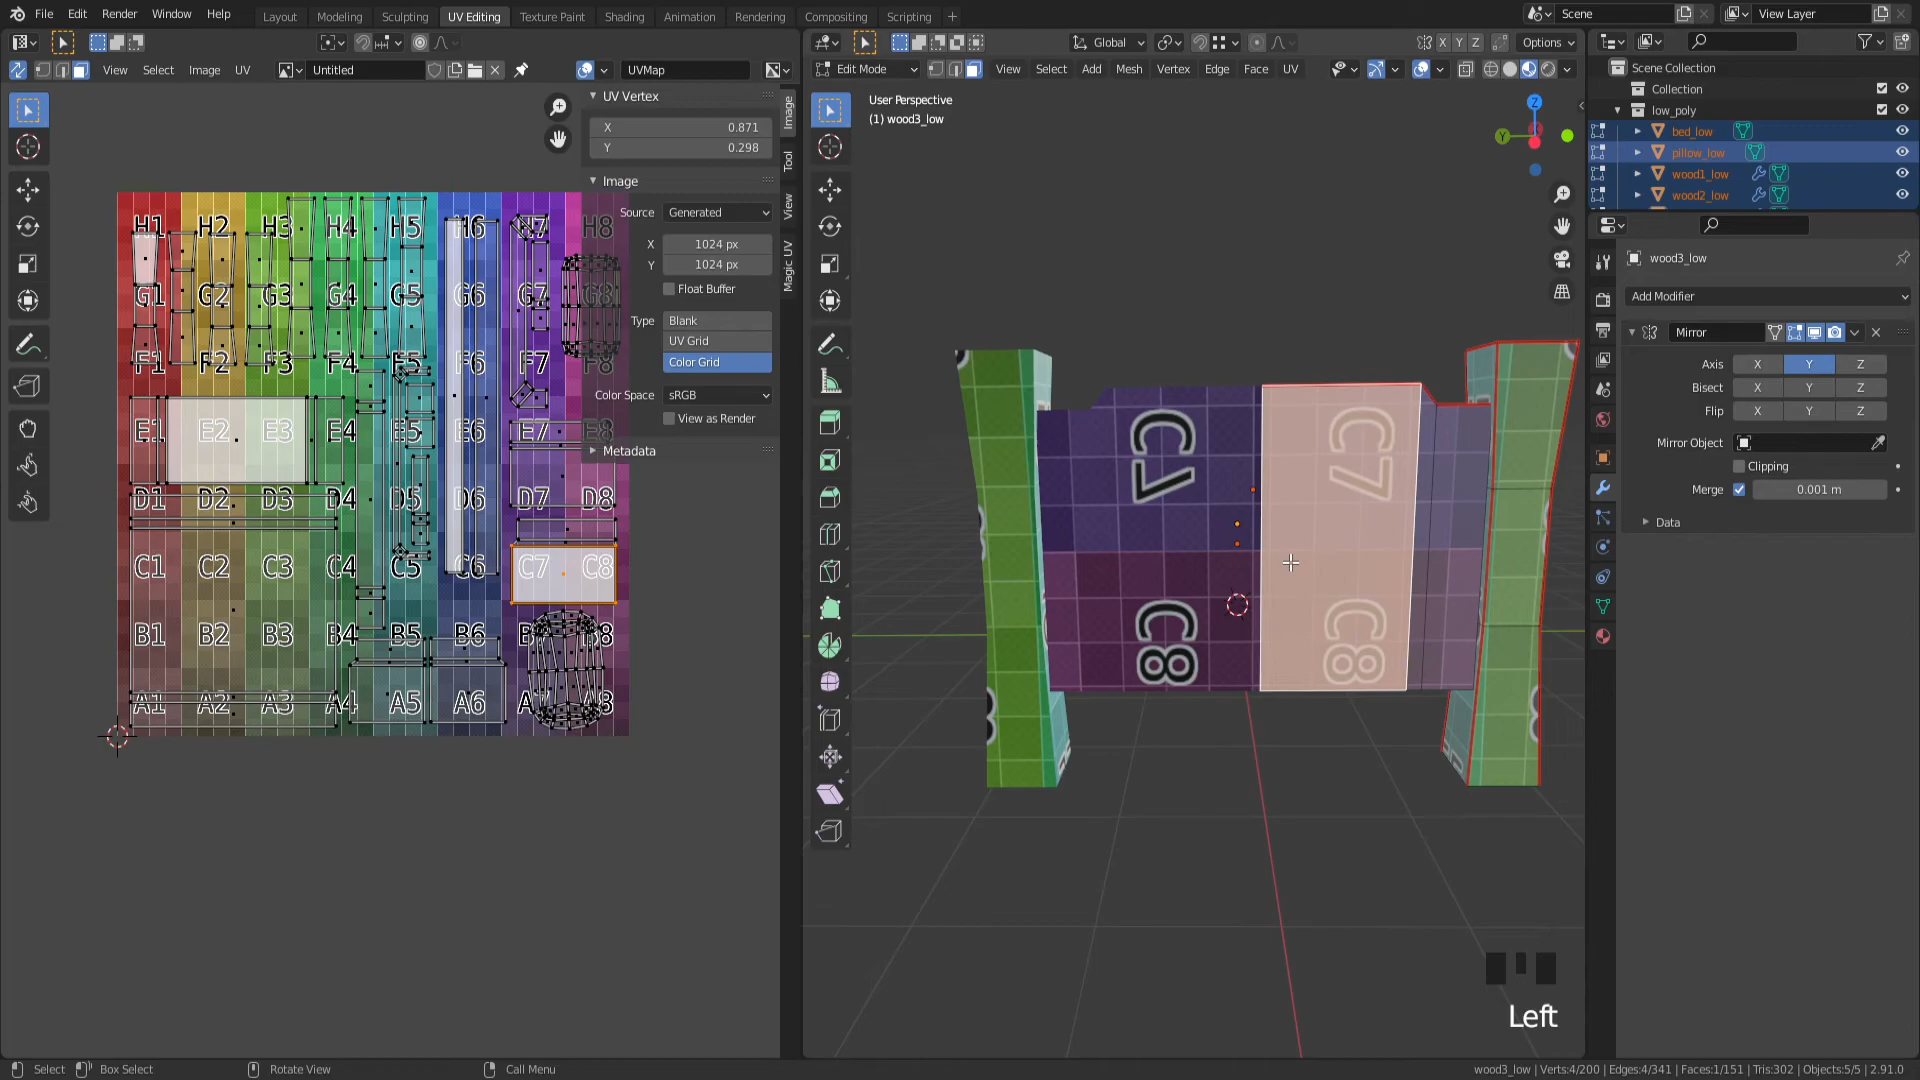 File Edit Render Window Help
Layout Modeling Sculpting UV Editing Texture Paint Shading Animation Rendering Compositing Scripting +
Scene
View Layer
Global
X Y Z
Options
View Select Image UV
Untitled
UVMap
Edit Mode
View Select Add Mesh Vertex Edge Face UV
Scene Collection
Collection
low_poly
bed_low
pillow_low
wood1_low
wood2_low
UV Vertex
X 0.871
Y 0.298
Image
Source Generated
X 1024 px
Y 1024 px
Float Buffer
Type Blank
UV Grid
Color Grid
Color Space sRGB
View as Render
Metadata
Image
Tool
View
Magic UV
H1 H2 H3 H4 H5 H6 H7 H8
G1 G2 G3 G4 G5 G6 G7 G8
F1 F2 F3 F4 F5 F6 F7 F8
E1 E2 E3 E4 E5 E6 E7 E8
D1 D2 D3 D4 D5 D6 D7 D8
C1 C2 C3 C4 C5 C6 C7 C8
B1 B2 B3 B4 B5 B6
A1 A2 A3 A4 A5 A6
User Perspective
(1) wood3_low
Z
Y
C7 C7
C8 C8
Left
wood3_low
Add Modifier
Mirror
Axis X Y Z
Bisect X Y Z
Flip X Y Z
Mirror Object
Clipping
Merge 0.001 m
Data
Select Box Select Rotate View Call Menu
wood3_low | Verts:4/200 | Edges:4/341 | Faces:1/151 | Tris:302 | Objects:5/5 | 2.91.0